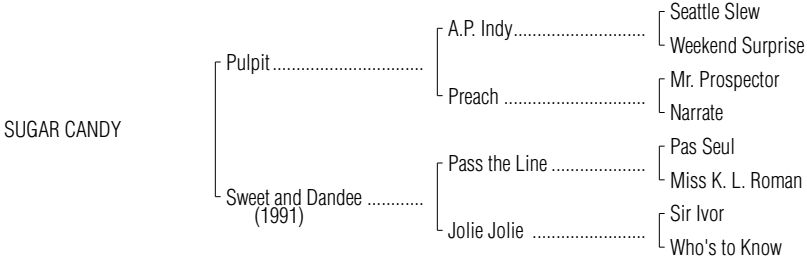 Seattle Slew
A.P. Indy..............................
Weekend Surprise
Pulpit..................................
Mr. Prospector
Preach ................................
Narrate
SUGAR CANDY
Pas Seul
Pass the Line .....................
Miss K. L. Roman
Sweet and Dandee ............
(1991)
Sir Ivor
Jolie Jolie .........................
Who's to Know